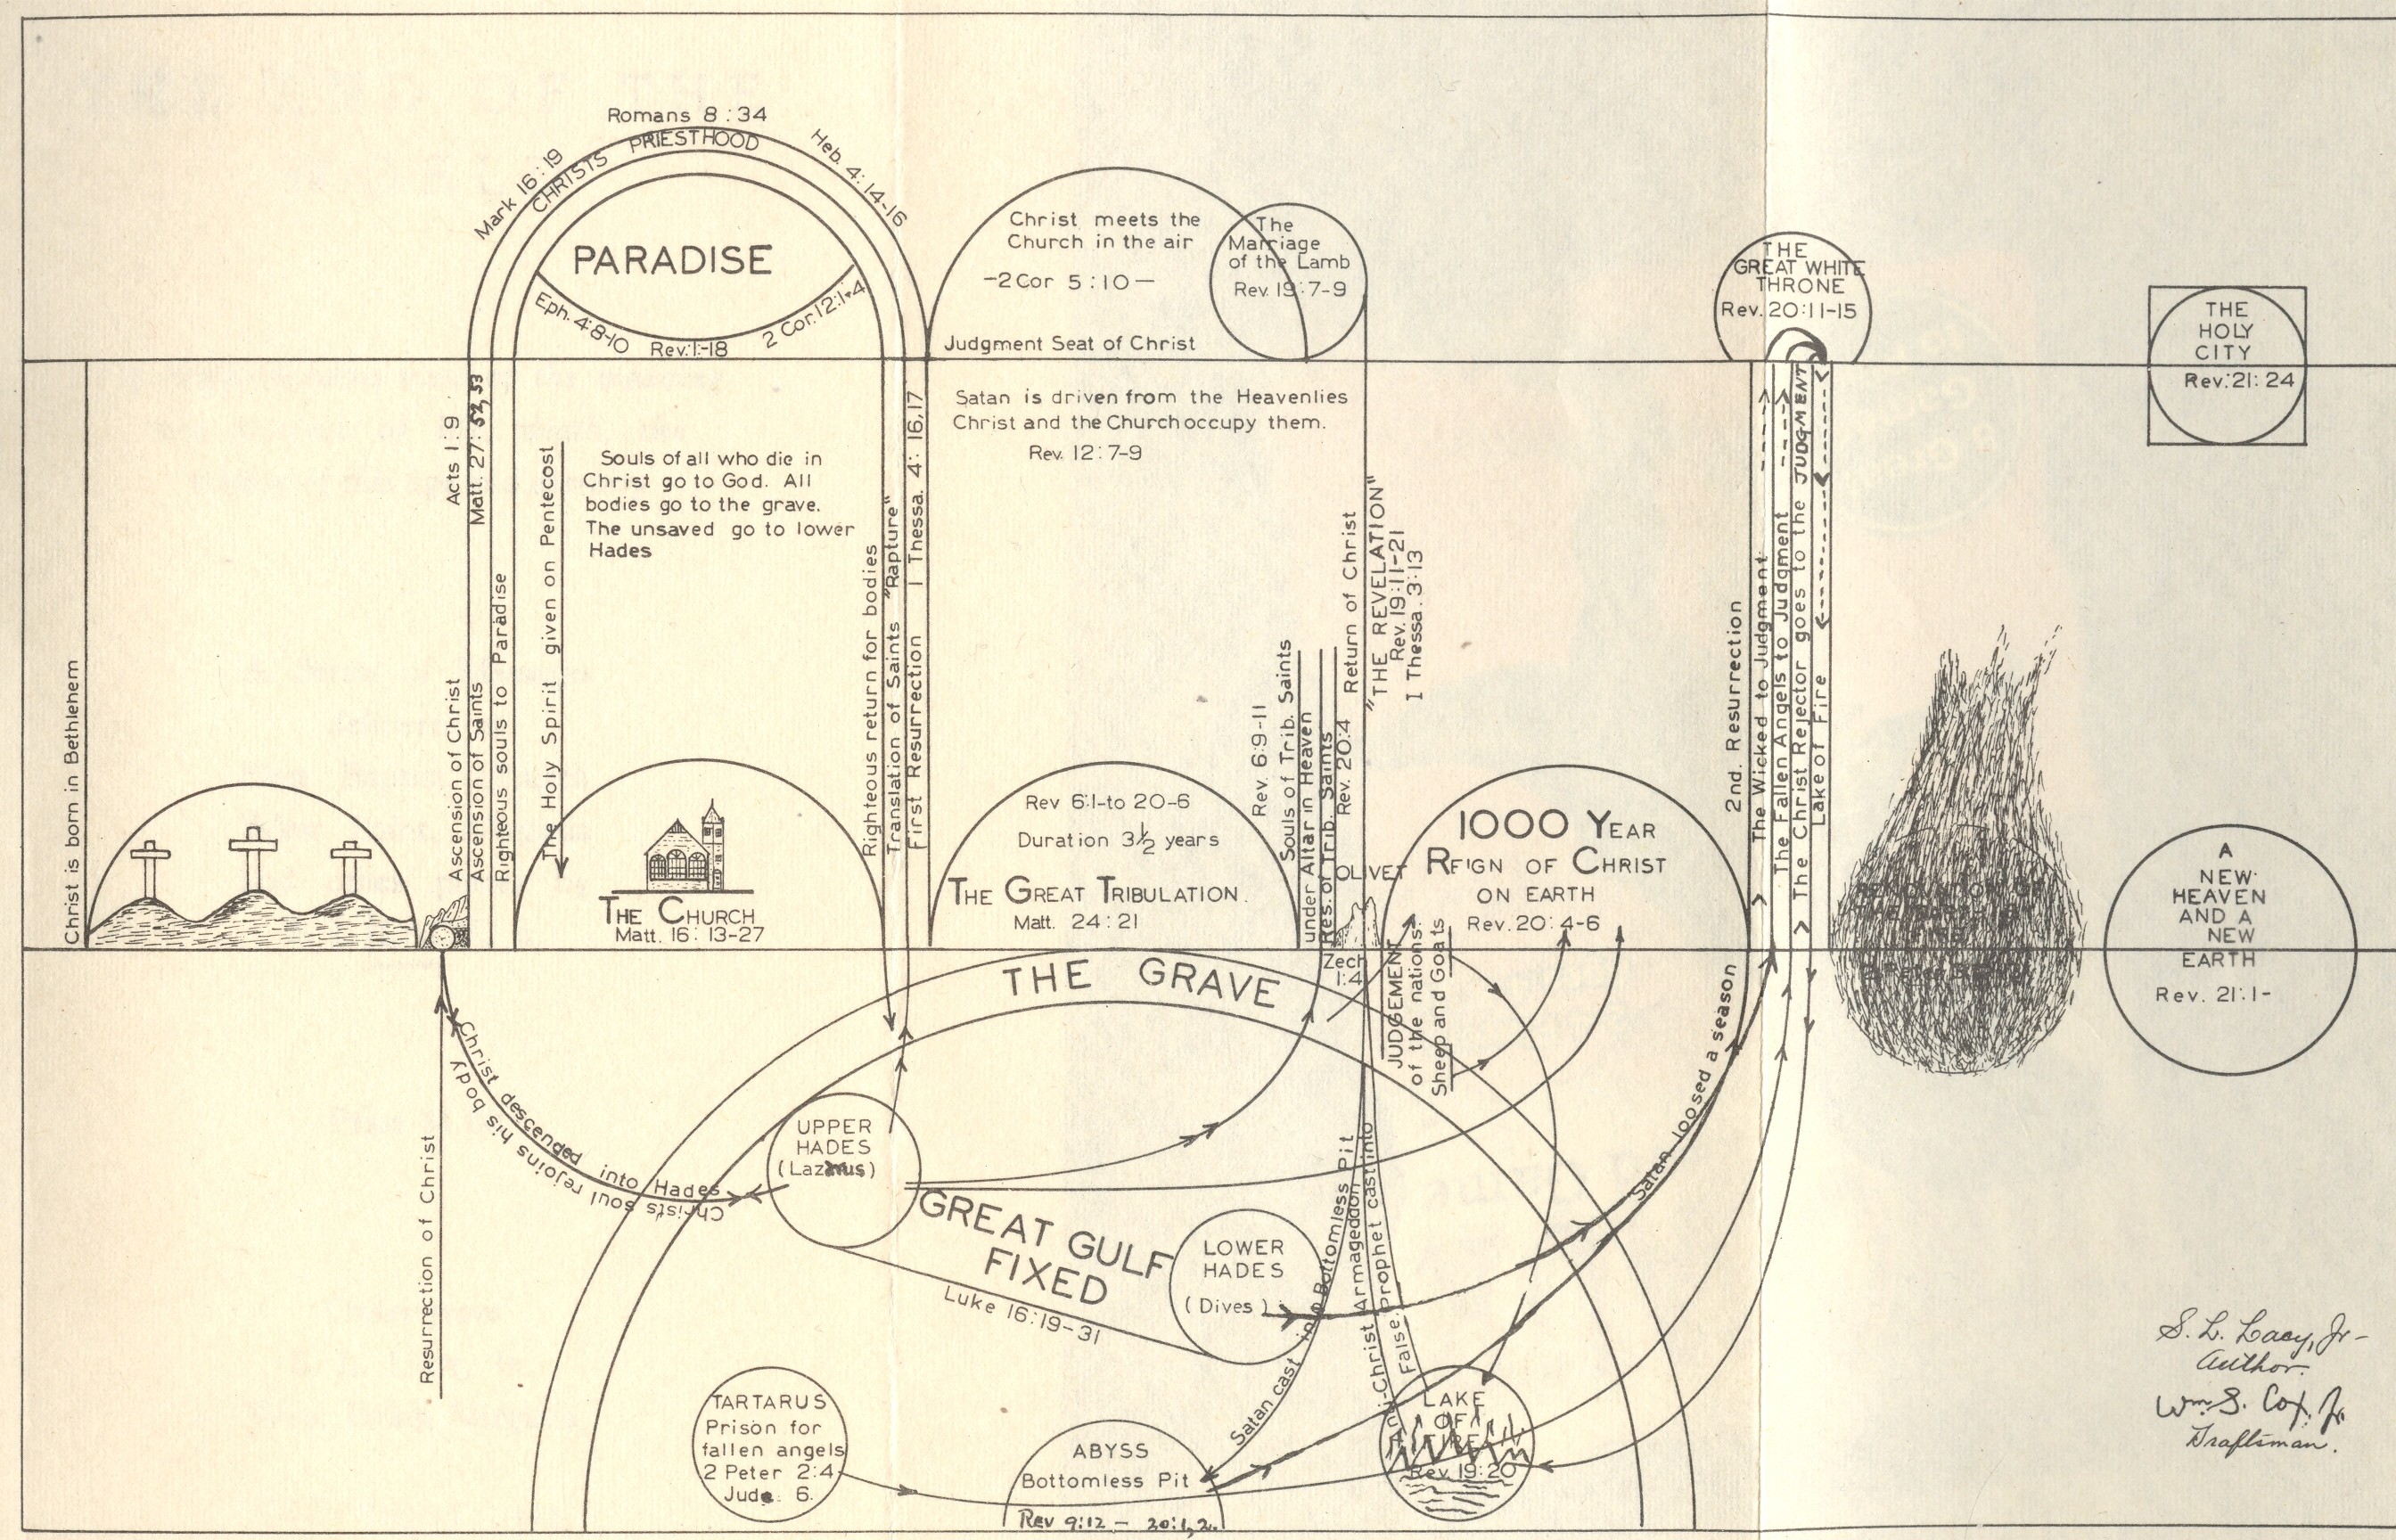 Romans 8:34
Mark 16:19
CHRISTS PRIESTHOOD
Heb. 4:14-16
PARADISE
Eph. 4:8-10
Rev. 1:-18
2 Cor. 12:1-4
Christ meets the
Church in the air
-2 Cor 5:10-
Judgment Seat of Christ
The
Marriage
of the Lamb
Rev. 19:7-9
THE
GREAT WHITE
THRONE
Rev. 20:11-15
THE
HOLY
CITY
Rev. 21:24
Christ is born in Bethlehem
Ascension of Christ Acts 1:9
Ascension of Saints Matt. 27: 52,53
Righteous souls to Paradise
The Holy Spirit given on Pentecost
Souls of all who die in
Christ go to God. All
bodies go to the grave.
The unsaved go to lower
Hades
Righteous return for bodies
Translation of Saints "Rapture"
First Resurrection I Thessa. 4: 16,17
Satan is driven from the Heavenlies
Christ and the Church occupy them.
Rev. 12:7-9
Rev. 6:9-11
Souls of Trib. Saints
under Altar in Heaven
Res. of Trib. Saints
Rev. 20:4
Return of Christ
"THE REVELATION"
Rev. 19:11-21
I Thessa. 3:13
2nd. Resurrection
The Wicked to Judgment
The Fallen Angels to Judgment
The Christ Rejector goes to the JUDGMENT
Lake of Fire
THE CHURCH
Matt. 16: 13-27
Rev 6:1-to 20-6
Duration 3½ years
THE GREAT TRIBULATION.
Matt. 24:21
OLIVET
Zech
1:4
1000 YEAR
REIGN OF CHRIST
ON EARTH
Rev. 20:4-6
RENOVATION OF
A
NEW
HEAVEN
AND A
NEW
EARTH
Rev. 21:1-
THE GRAVE
JUDGEMENT
of the nations.
Sheep and Goats
Resurrection of Christ
Christ descended into Hades
Christs soul rejoins his body
UPPER
HADES
(Lazarus)
GREAT GULF
FIXED
Luke 16:19-31
LOWER
HADES
(Dives)
Satan cast into Bottomless Pit
Anti-Christ Armageddon
False Prophet cast into
Satan loosed a season
TARTARUS
Prison for
fallen angels
2 Peter 2:4
Jude 6.
ABYSS
Bottomless Pit
Rev 9:12 - 20:1,2.
LAKE
OF
FIRE
Rev. 19:20
S. L. Lacy, Jr-
Author.
Wm. S. Cox, Jr.
Draftsman.